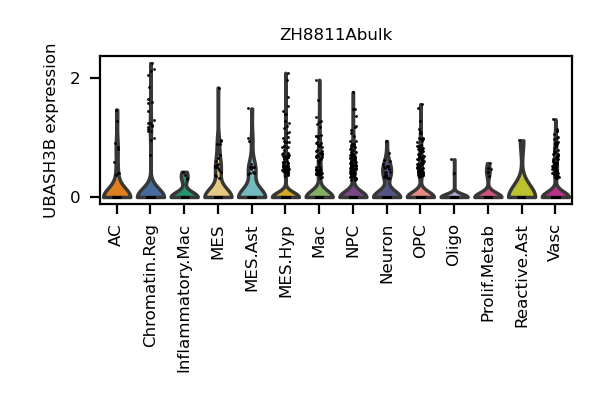 ZH8811Abulk
UBASH3B expression
2
0
AC
Chromatin.Reg
Inflammatory.Mac
MES
MES.Ast
MES.Hyp
Mac
NPC
Neuron
OPC
Oligo
Prolif.Metab
Reactive.Ast
Vasc